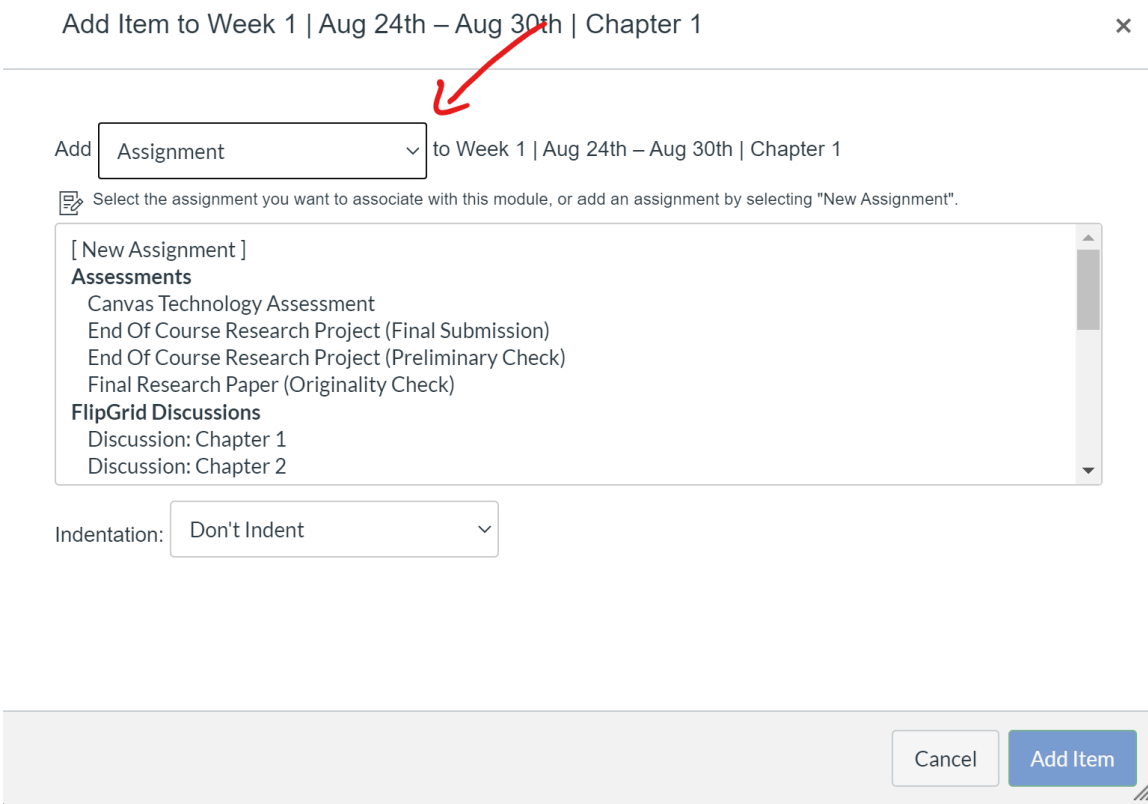 Add Item to Week 1 | Aug 24th – Aug 30th | Chapter 1 ×
Add Assignment to Week 1 | Aug 24th – Aug 30th | Chapter 1
Select the assignment you want to associate with this module, or add an assignment by selecting "New Assignment".
[ New Assignment ]
Assessments
Canvas Technology Assessment
End Of Course Research Project (Final Submission)
End Of Course Research Project (Preliminary Check)
Final Research Paper (Originality Check)
FlipGrid Discussions
Discussion: Chapter 1
Discussion: Chapter 2
Indentation: Don't Indent
Cancel Add Item